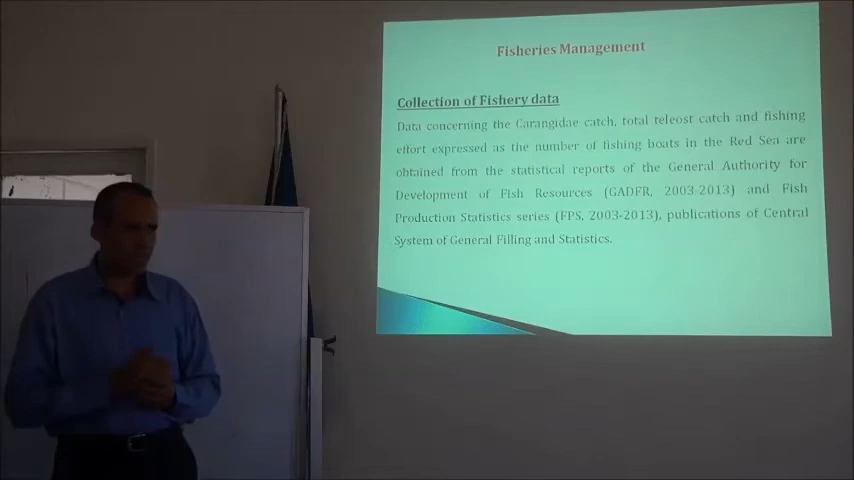 Fisheries Management
Collection of Fishery data
Data concerning the Carangidae catch, total teleost catch and fishing
effort expressed as the number of fishing boats in the Red Sea are
obtained from the statistical reports of the General Authority for
Development of Fish Resources (GADFR, 2003-2013) and Fish
Production Statistics series (FPS, 2003-2013), publications of Central
System of General Filling and Statistics.